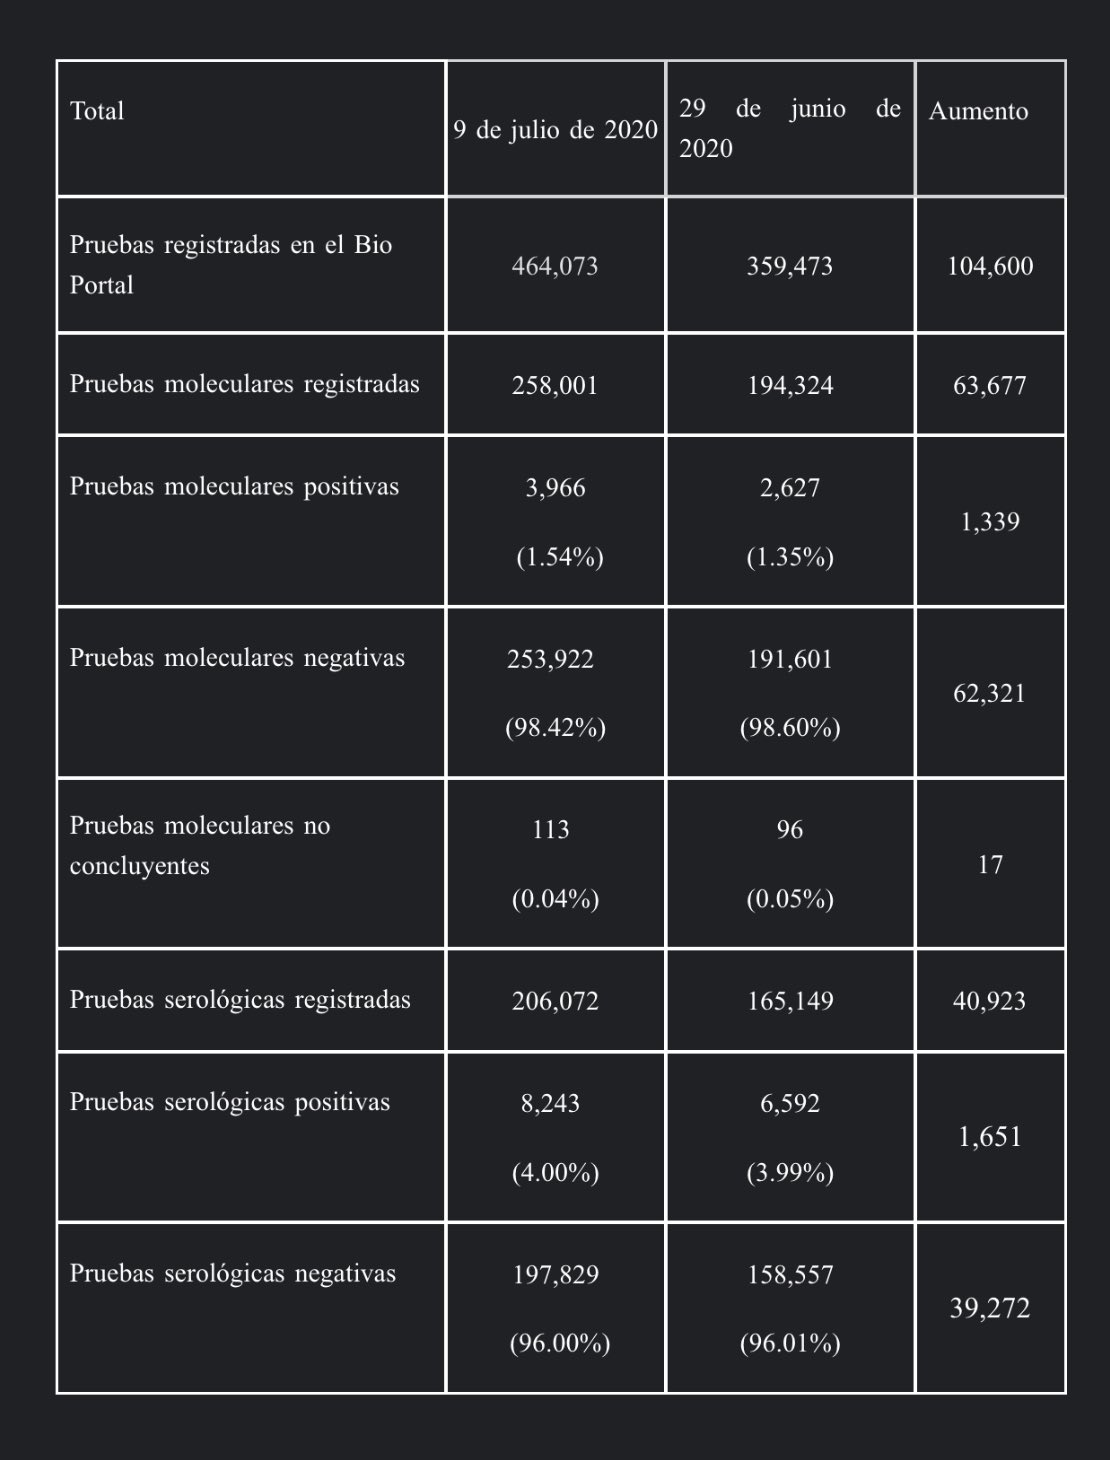 Total
9 de julio de 2020
29 de junio de
2020
Aumento
Pruebas registradas en el Bio
Portal
464,073
359,473
104,600
Pruebas moleculares registradas
258,001
194,324
63,677
Pruebas moleculares positivas
3,966
(1.54%)
2,627
(1.35%)
1,339
Pruebas moleculares negativas
253,922
(98.42%)
191,601
(98.60%)
62,321
Pruebas moleculares no
concluyentes
113
(0.04%)
96
(0.05%)
17
Pruebas serológicas registradas
206,072
165,149
40,923
Pruebas serológicas positivas
8,243
(4.00%)
6,592
(3.99%)
1,651
Pruebas serológicas negativas
197,829
(96.00%)
158,557
(96.01%)
39,272